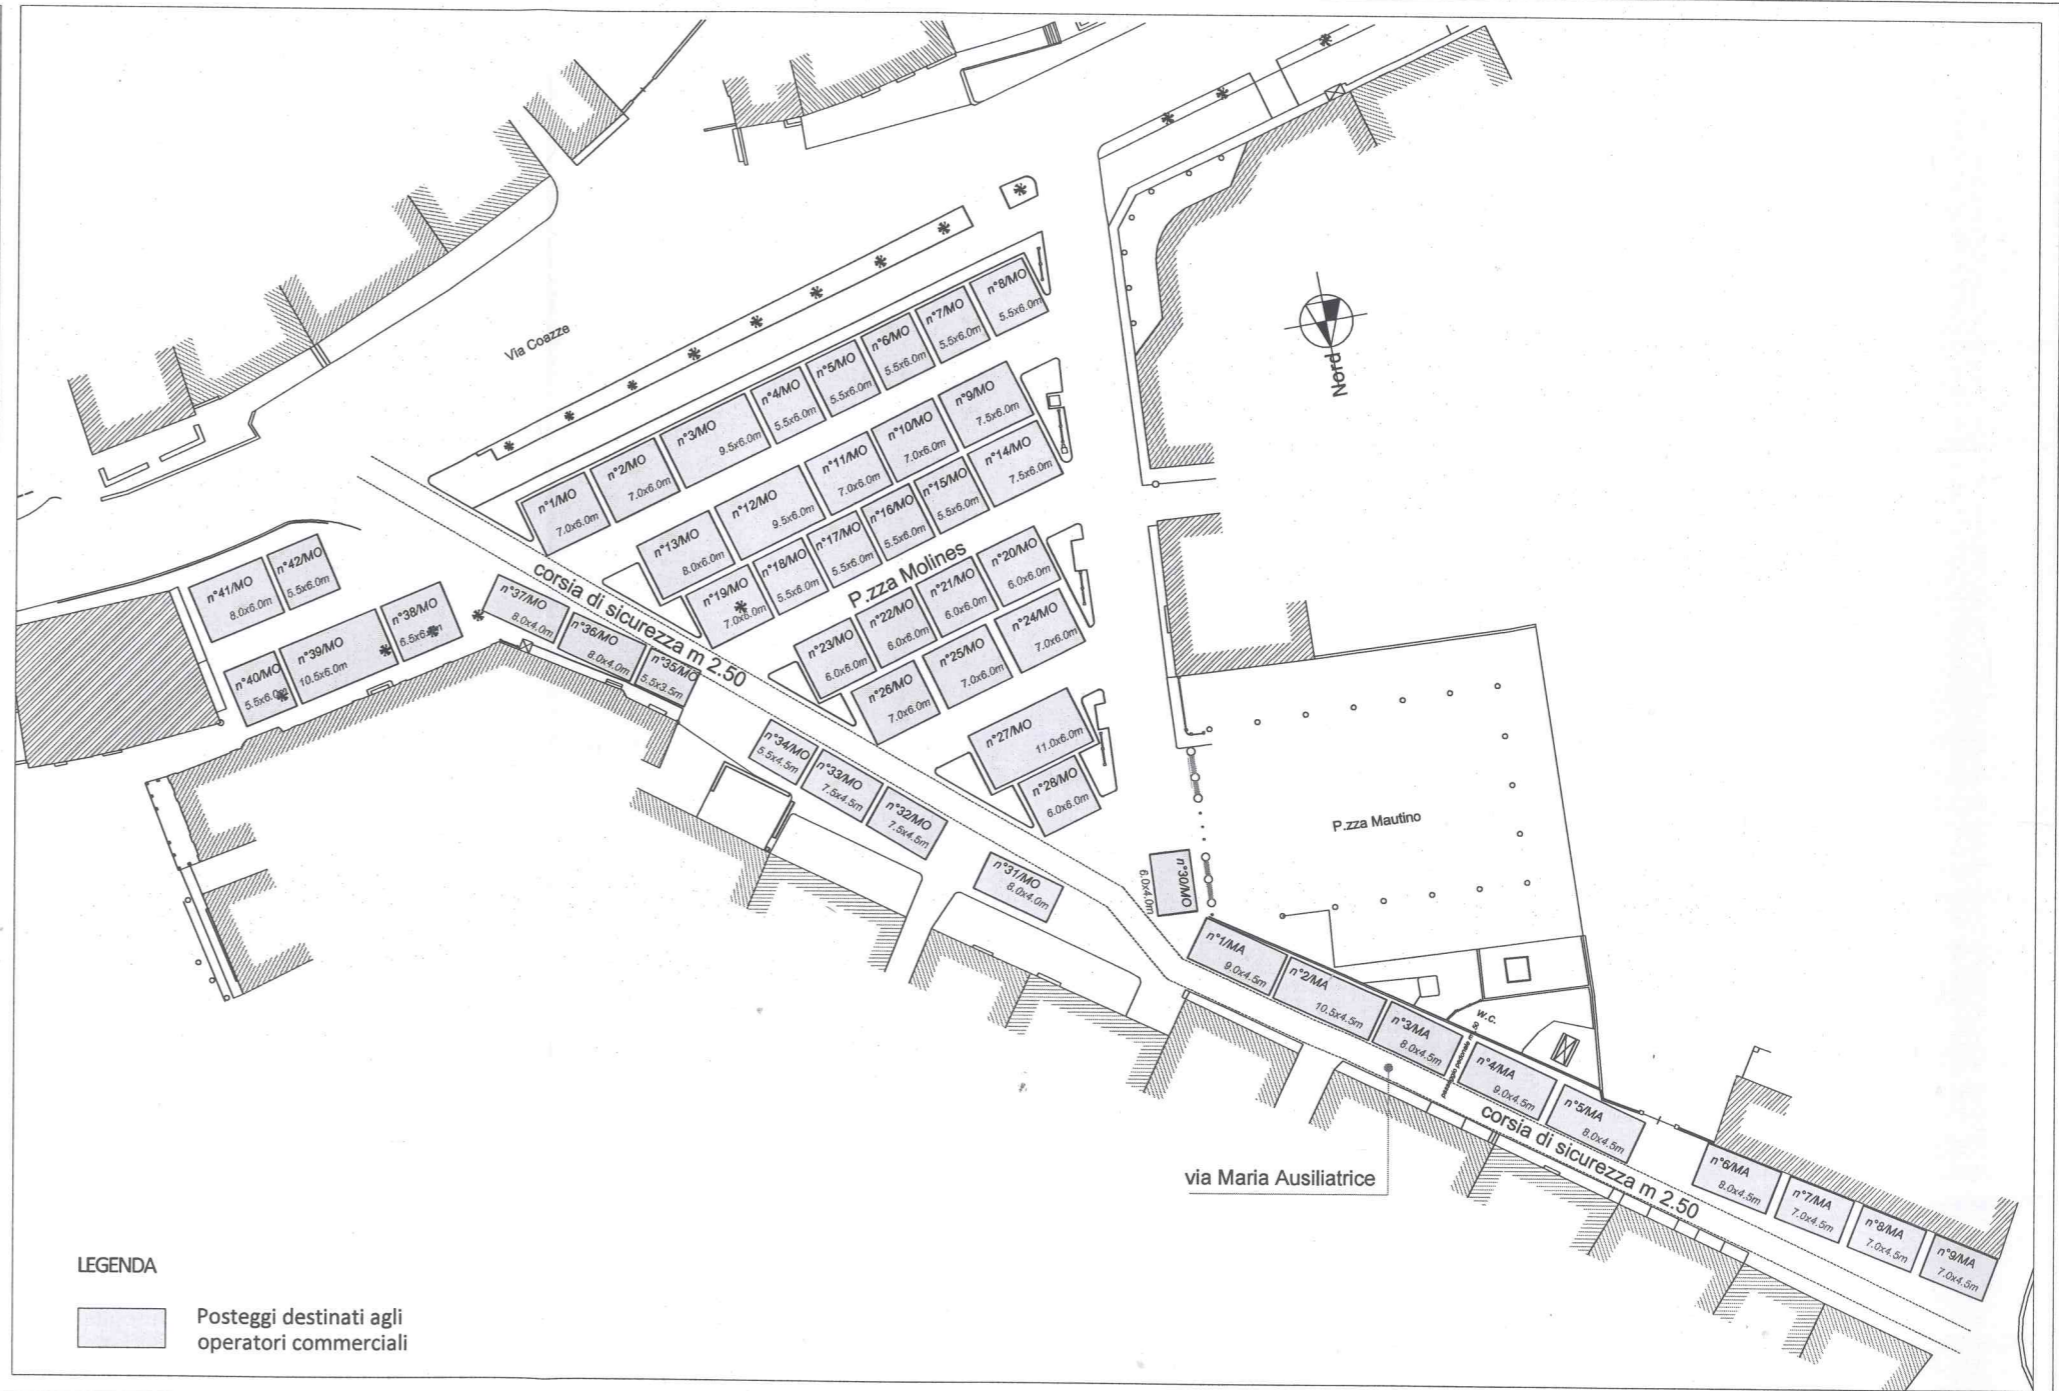 Via Coazze
Nord
n°1/MO
7.0x6.0m
n°2/MO
7.0x6.0m
n°3/MO
9.5x6.0m
n°4/MO
5.5x6.0m
n°5/MO
5.5x6.0m
n°6/MO
5.5x6.0m
n°7/MO
5.5x6.0m
n°8/MO
5.5x6.0m
n°9/MO
7.5x6.0m
n°10/MO
7.0x6.0m
n°11/MO
7.0x6.0m
n°12/MO
9.5x6.0m
n°13/MO
8.0x6.0m
n°14/MO
7.5x6.0m
n°15/MO
5.5x6.0m
n°16/MO
5.5x6.0m
n°17/MO
5.5x6.0m
n°18/MO
5.5x6.0m
n°19/MO
7.0x6.0m
P.zza Molines
n°20/MO
6.0x6.0m
n°21/MO
6.0x6.0m
n°22/MO
6.0x6.0m
n°23/MO
6.0x6.0m
n°24/MO
7.0x6.0m
n°25/MO
7.0x6.0m
n°26/MO
7.0x6.0m
n°27/MO
11.0x6.0m
n°28/MO
6.0x6.0m
n°30/MO
6.0x4.0m
n°31/MO
8.0x4.0m
n°32/MO
7.5x4.5m
n°33/MO
7.5x4.5m
n°34/MO
5.5x4.5m
n°35/MO
5.5x3.5m
n°36/MO
8.0x4.0m
n°37/MO
8.0x4.0m
corsia di sicurezza m 2.50
n°38/MO
n°39/MO
10.5x6.0m
n°40/MO
5.5x6.0m
n°41/MO
8.0x6.0m
n°42/MO
5.5x6.0m
P.zza Mautino
n°1/MA
9.0x4.5m
n°2/MA
10.5x4.5m
n°3/MA
8.0x4.5m
w.c.
passaggio pedonale
n°4/MA
9.0x4.5m
n°5/MA
8.0x4.5m
n°6/MA
8.0x4.5m
n°7/MA
7.0x4.5m
n°8/MA
7.0x4.5m
n°9/MA
7.0x4.5m
corsia di sicurezza m 2.50
via Maria Ausiliatrice
LEGENDA
Posteggi destinati agli
operatori commerciali